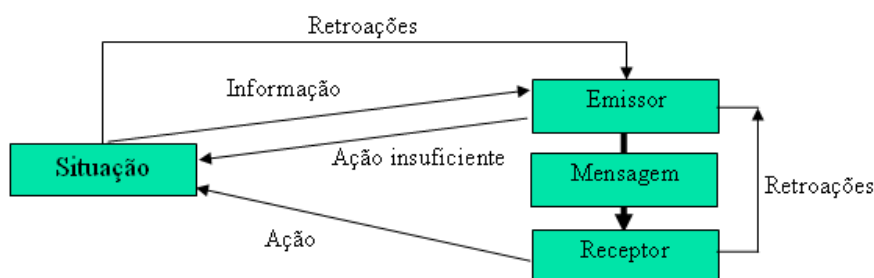 Retroações
Informação
Emissor
Situação
Ação insuficiente
Mensagem
Retroações
Ação
Receptor